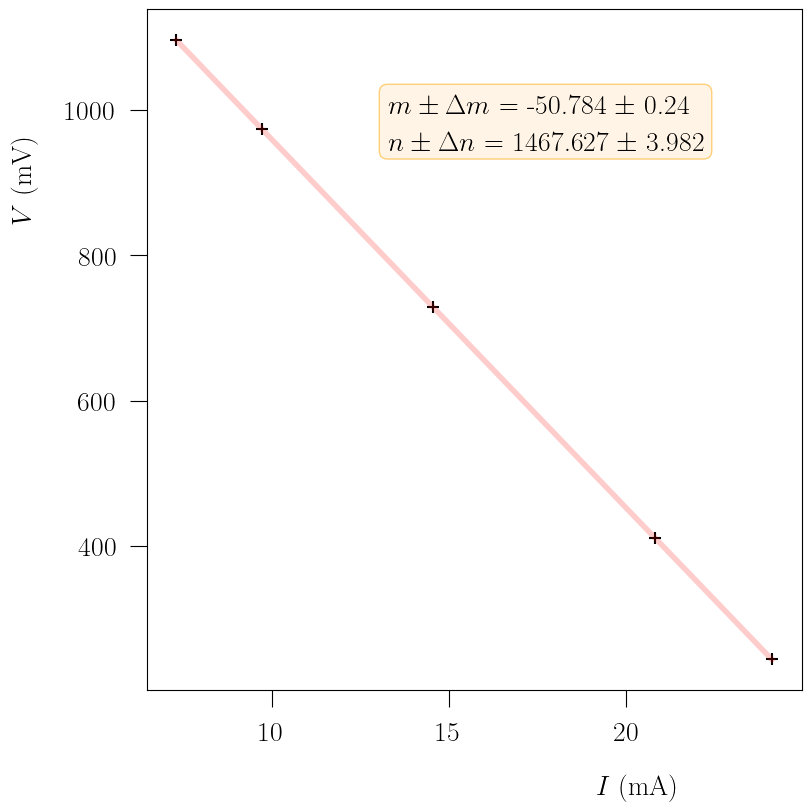 m ± Δm = -50.784 ± 0.24
n ± Δn = 1467.627 ± 3.982
V (mV)
1000
800
600
400
10 15 20
I (mA)